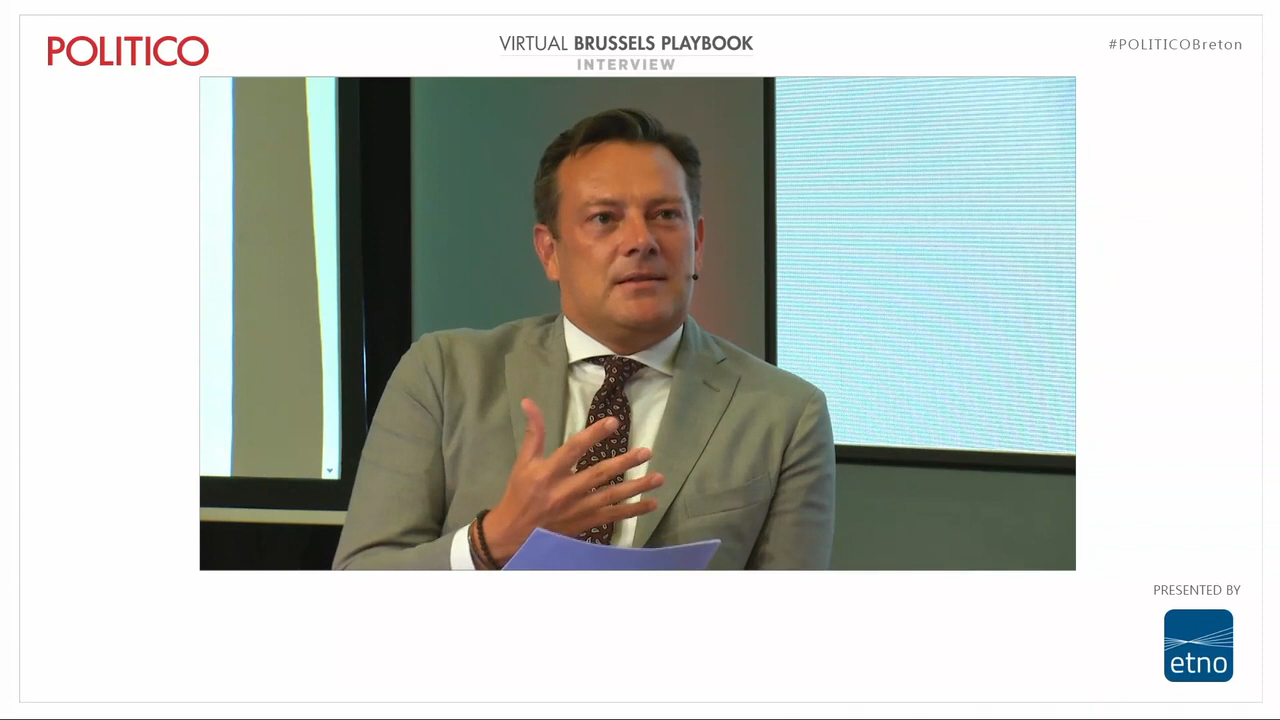 POLITICO
VIRTUAL BRUSSELS PLAYBOOK
INTERVIEW
#POLITICOBreton
PRESENTED BY
etno